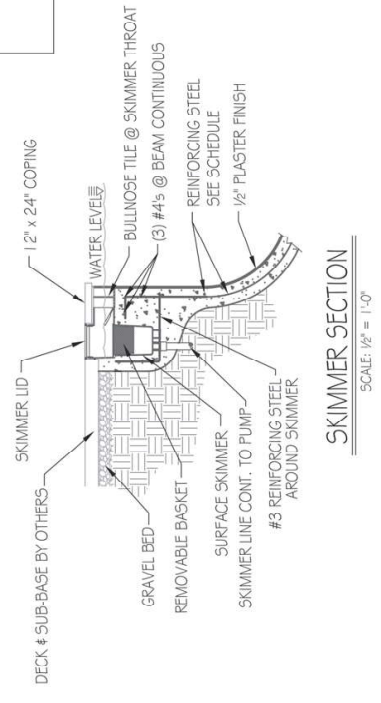 DECK & SUB-BASE BY OTHERS
SKIMMER LID
12" x 24" COPING
WATER LEVEL
BULLNOSE TILE @ SKIMMER THROAT
(3) #4's @ BEAM CONTINUOUS
REINFORCING STEEL
SEE SCHEDULE
½" PLASTER FINISH
GRAVEL BED
REMOVABLE BASKET
SURFACE SKIMMER
SKIMMER LINE CONT. TO PUMP
#3 REINFORCING STEEL
AROUND SKIMMER
SKIMMER SECTION
SCALE: ½" = 1'-0"